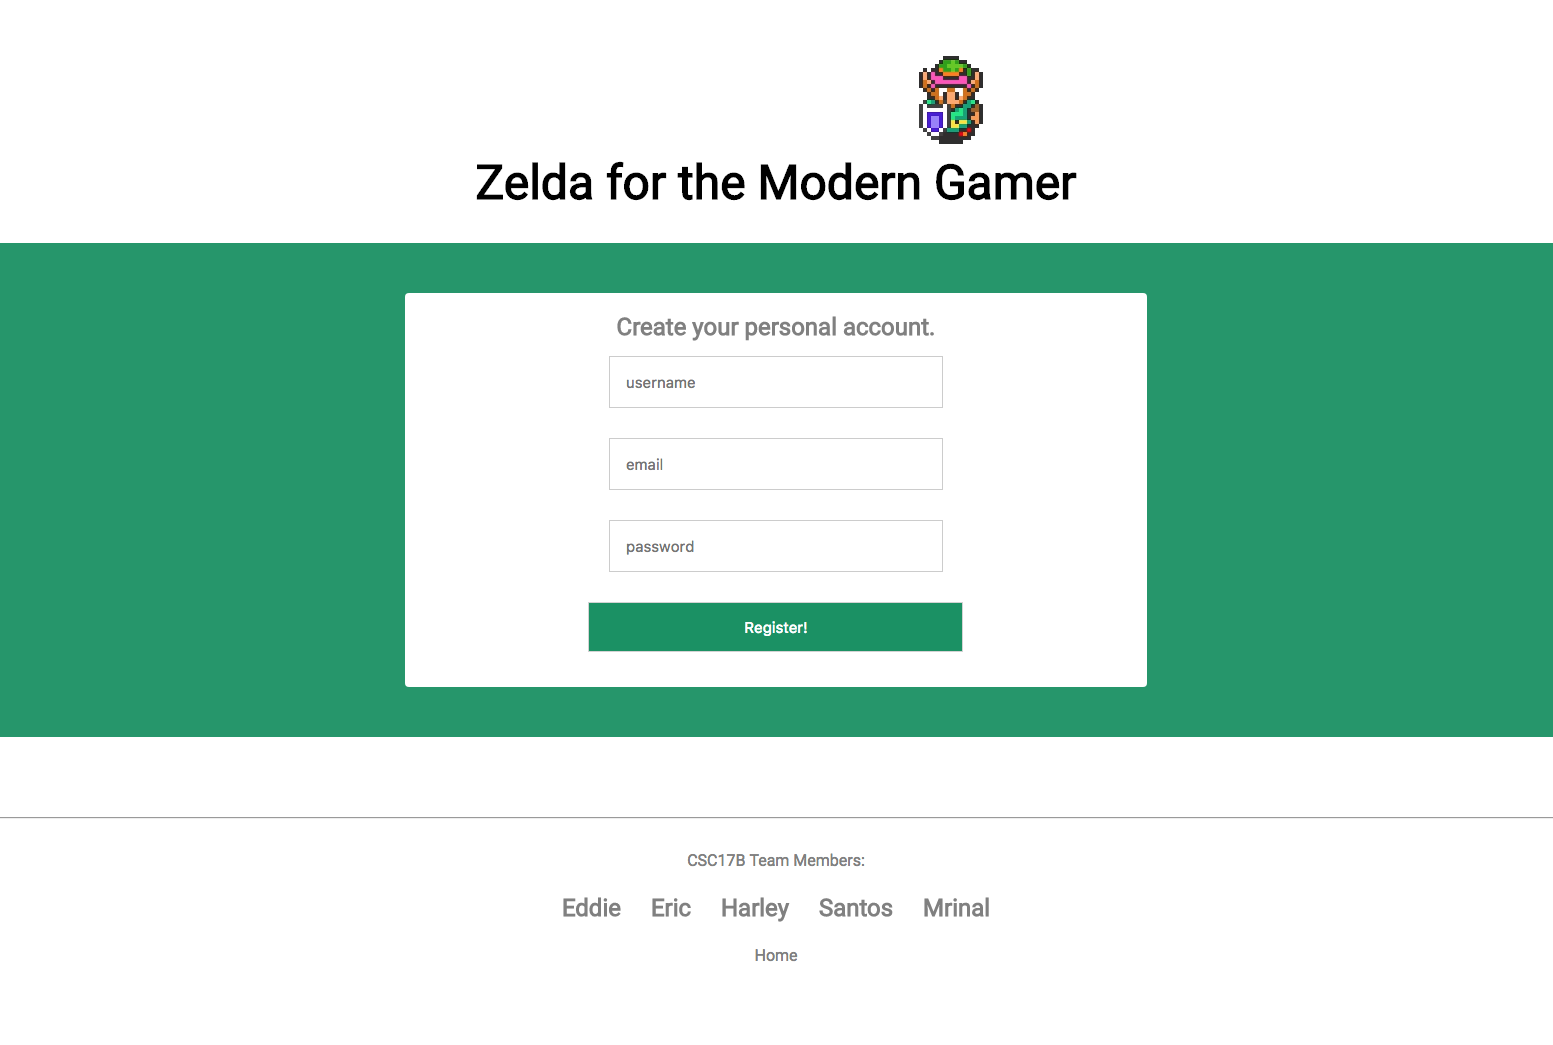 Zelda for the Modern Gamer
Create your personal account.
username
email
password
Register!
CSC17B Team Members:
Eddie Eric Harley Santos Mrinal
Home